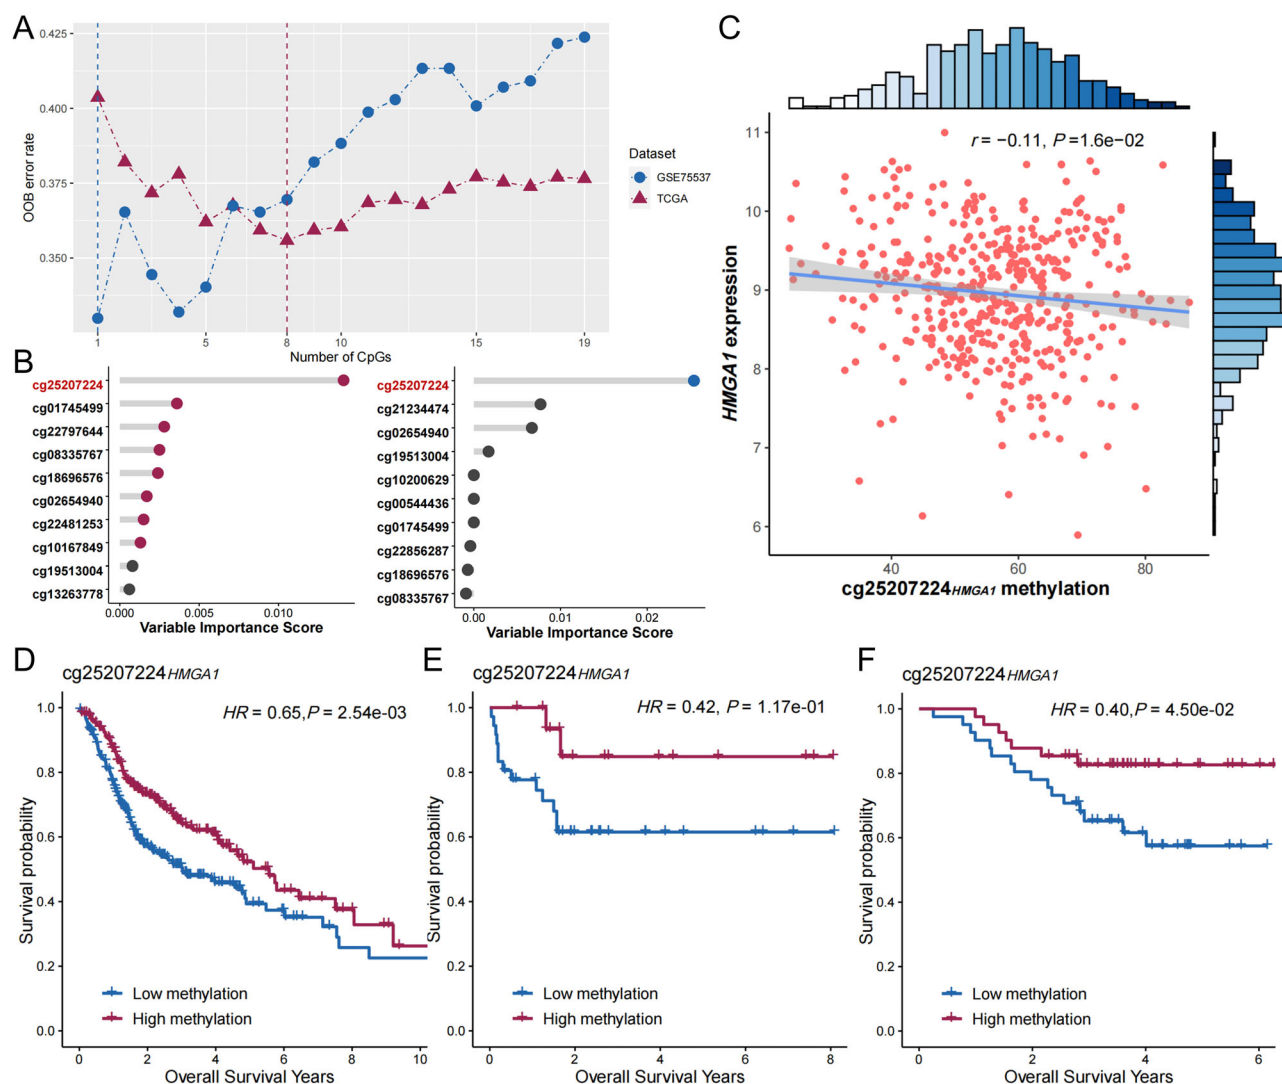 A
0.425
0.400
0.375
0.350
OOB error rate
1
5
8
10
15
19
Number of CpGs
Dataset
GSE75537
TCGA
B
cg25207224
cg01745499
cg22797644
cg08335767
cg18696576
cg02654940
cg22481253
cg10167849
cg19513004
cg13263778
0.000
0.005
0.010
Variable Importance Score
cg25207224
cg21234474
cg02654940
cg19513004
cg10200629
cg00544436
cg01745499
cg22856287
cg18696576
cg08335767
0.00
0.01
0.02
Variable Importance Score
C
r = −0.11, P =1.6e−02
11
10
9
8
7
6
HMGA1 expression
40
60
80
cg25207224HMGA1 methylation
D
cg25207224HMGA1
HR = 0.65, P = 2.54e-03
1.0
0.8
0.6
0.4
0.2
0.0
Survival probability
Low methylation
High methylation
0
2
4
6
8
10
Overall Survival Years
E
cg25207224HMGA1
HR = 0.42, P = 1.17e-01
1.0
0.8
0.6
0.4
0.2
0.0
Survival probability
Low methylation
High methylation
0
2
4
6
8
Overall Survival Years
F
cg25207224HMGA1
HR = 0.40, P = 4.50e-02
1.0
0.8
0.6
0.4
0.2
0.0
Survival probability
Low methylation
High methylation
0
2
4
6
Overall Survival Years